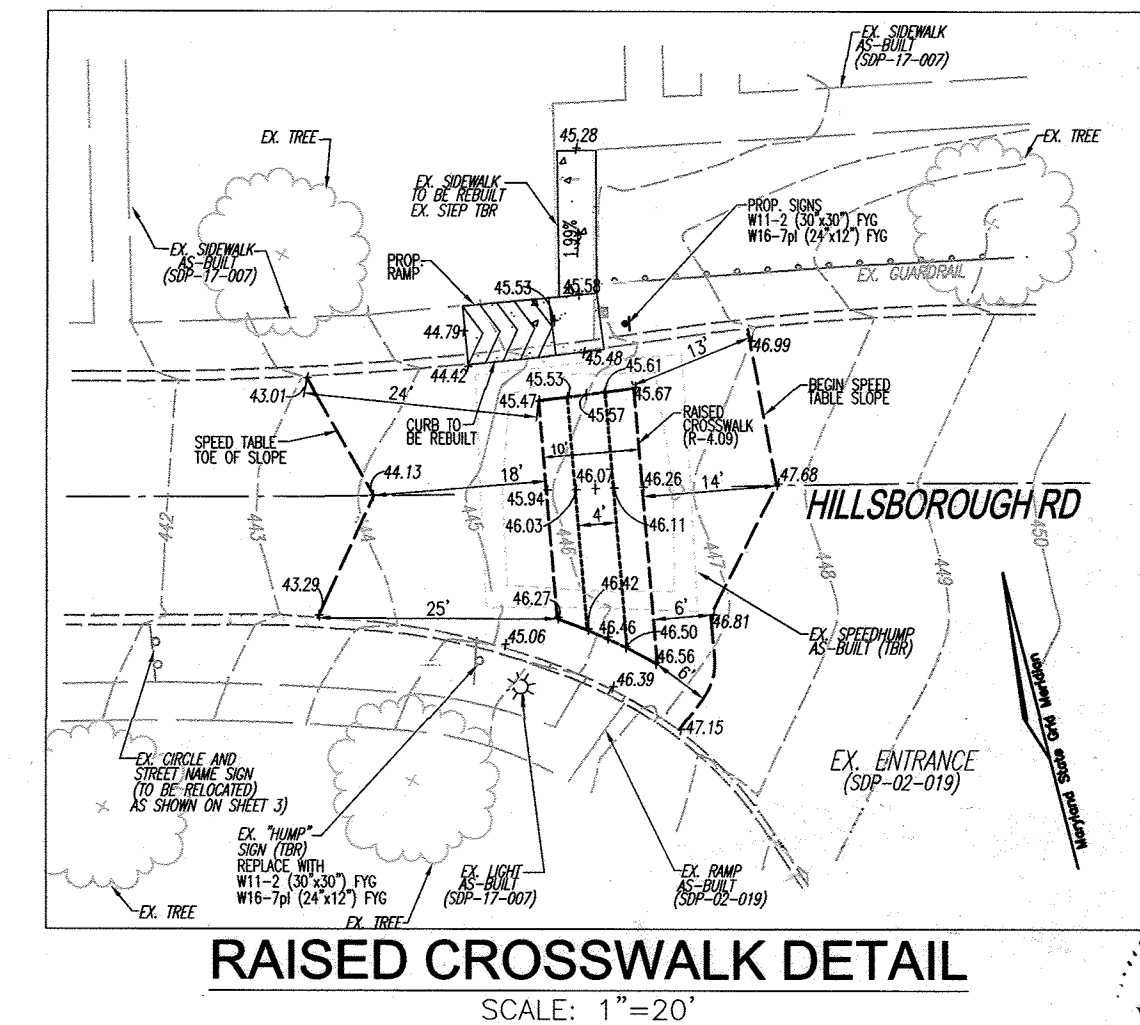 EX. SIDEWALK
AS-BUILT
(SDP-17-007)
EX. TREE
45.28
EX. TREE
EX. SIDEWALK
TO BE REBUILT
EX. STEP TBR
1.99%
PROP. SIGNS
W11-2 (30"x30") FYG
W16-7pl (24"x12") FYG
EX. SIDEWALK
AS-BUILT
(SDP-17-007)
PROP.
RAMP
EX. GUARDRAIL
45.53
45.58
44.79
44.42
45.48
45.61
13'
46.99
43.01
24'
45.53
45.47
45.57
45.67
BEGIN SPEED
TABLE SLOPE
CURB TO
BE REBUILT
RAISED
CROSSWALK
(R-4.09)
SPEED TABLE
TOE OF SLOPE
10'
44.13
18'
46.07
46.26
14'
47.68
45.94
46.03
4'
46.11
HILLSBOROUGH RD
442
443
444
445
446
447
448
449
450
43.29
25'
46.27
46.42
46.46
46.50
46.56
6'
46.81
EX. SPEEDHUMP
AS-BUILT (TBR)
45.06
46.39
6'
47.15
EX. ENTRANCE
(SDP-02-019)
Maryland State Grid Meridian
EX. CIRCLE AND
STREET NAME SIGN
(TO BE RELOCATED)
AS SHOWN ON SHEET 3)
EX. "HUMP"
SIGN (TBR)
REPLACE WITH
W11-2 (30"x30") FYG
W16-7pl (24"x12") FYG
EX. LIGHT
AS-BUILT
(SDP-17-007)
EX. RAMP
AS-BUILT
(SDP-02-019)
EX. TREE
EX. TREE
RAISED CROSSWALK DETAIL
SCALE: 1"=20'